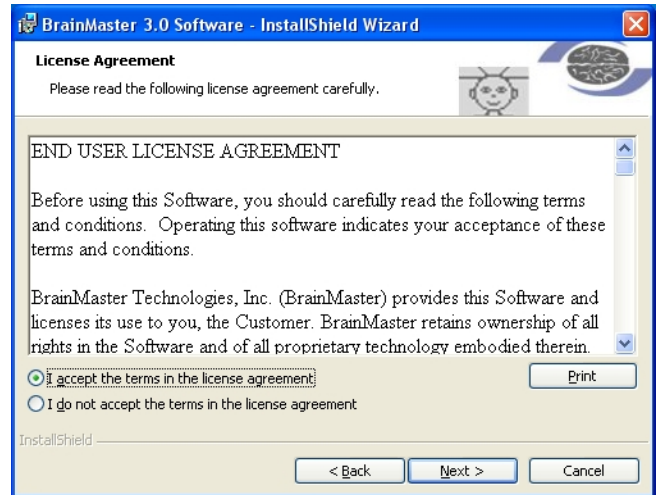 BrainMaster 3.0 Software - InstallShield Wizard
License Agreement
Please read the following license agreement carefully.
END USER LICENSE AGREEMENT
Before using this Software, you should carefully read the following terms
and conditions.  Operating this software indicates your acceptance of these
terms and conditions.
BrainMaster Technologies, Inc. (BrainMaster) provides this Software and
licenses its use to you, the Customer. BrainMaster retains ownership of all
rights in the Software and of all proprietary technology embodied therein.
I accept the terms in the license agreement
Print
I do not accept the terms in the license agreement
InstallShield
< Back
Next >
Cancel